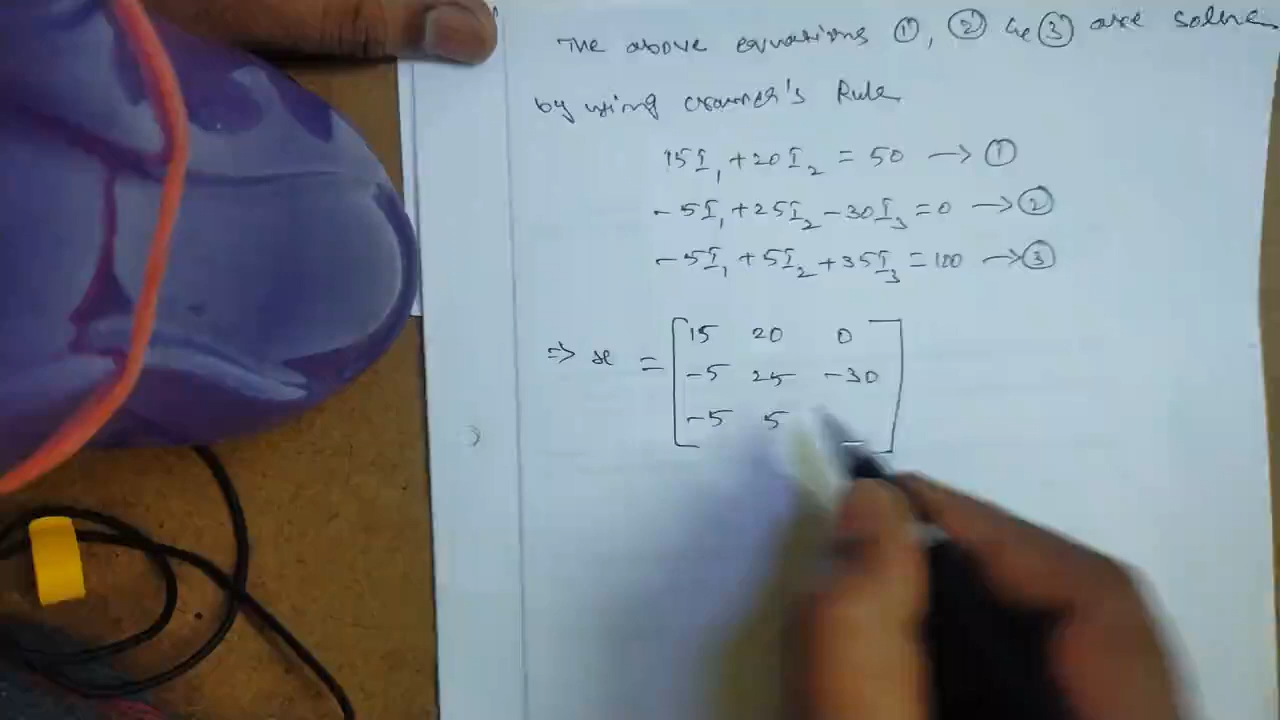 The above equations ①, ② & ③ are solve
by using cramer's Rule
15I₁ + 20I₂ = 50 → ①
-5I₁ + 25I₂ - 30I₃ = 0 → ②
-5I₁ + 5I₂ + 35I₃ = 100 → ③
⇒ x = [15 20 0
-5 25 -30
-5 5 ]